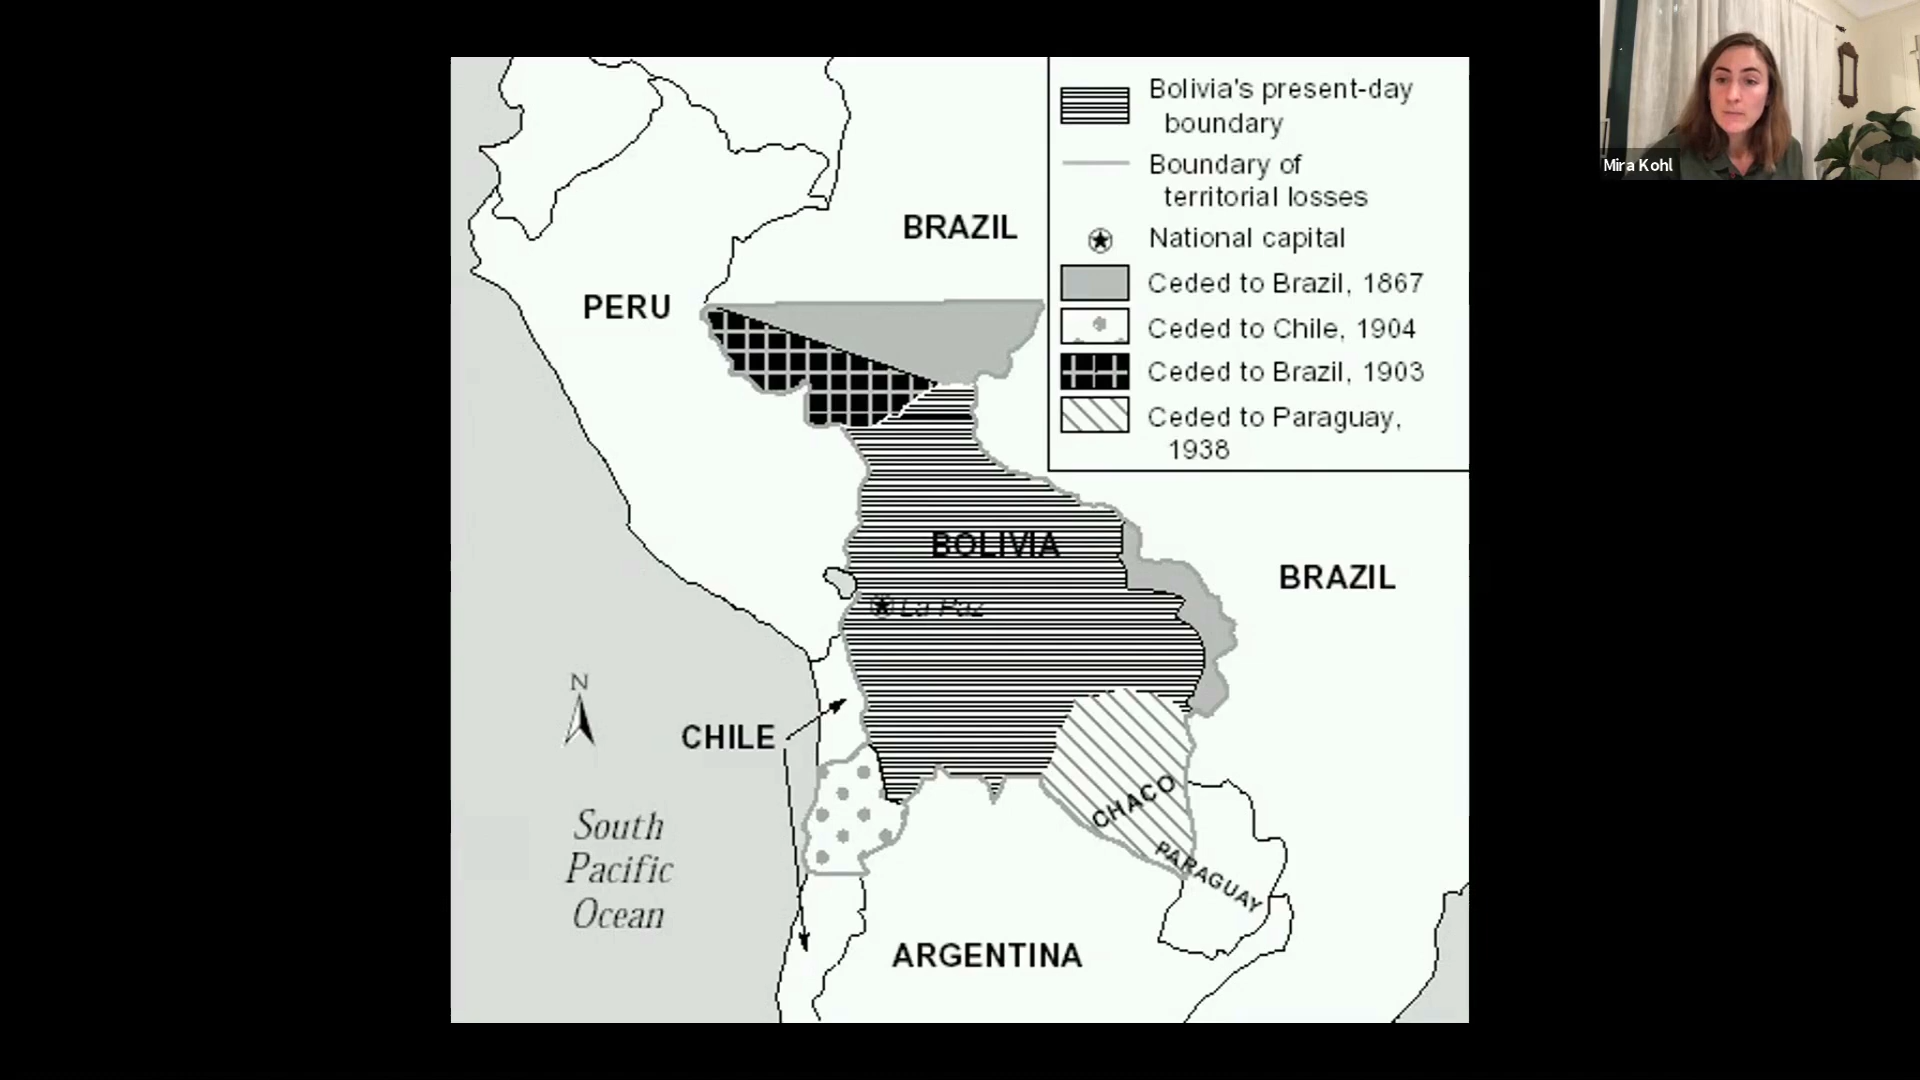 Bolivia's present-day
boundary
Boundary of
territorial losses
National capital
Ceded to Brazil, 1867
Ceded to Chile, 1904
Ceded to Brazil, 1903
Ceded to Paraguay,
1938
Mira Kohl
BRAZIL
PERU
BOLIVIA
BRAZIL
La Paz
N
CHILE
CHACO
South
Pacific
Ocean
PARAGUAY
ARGENTINA